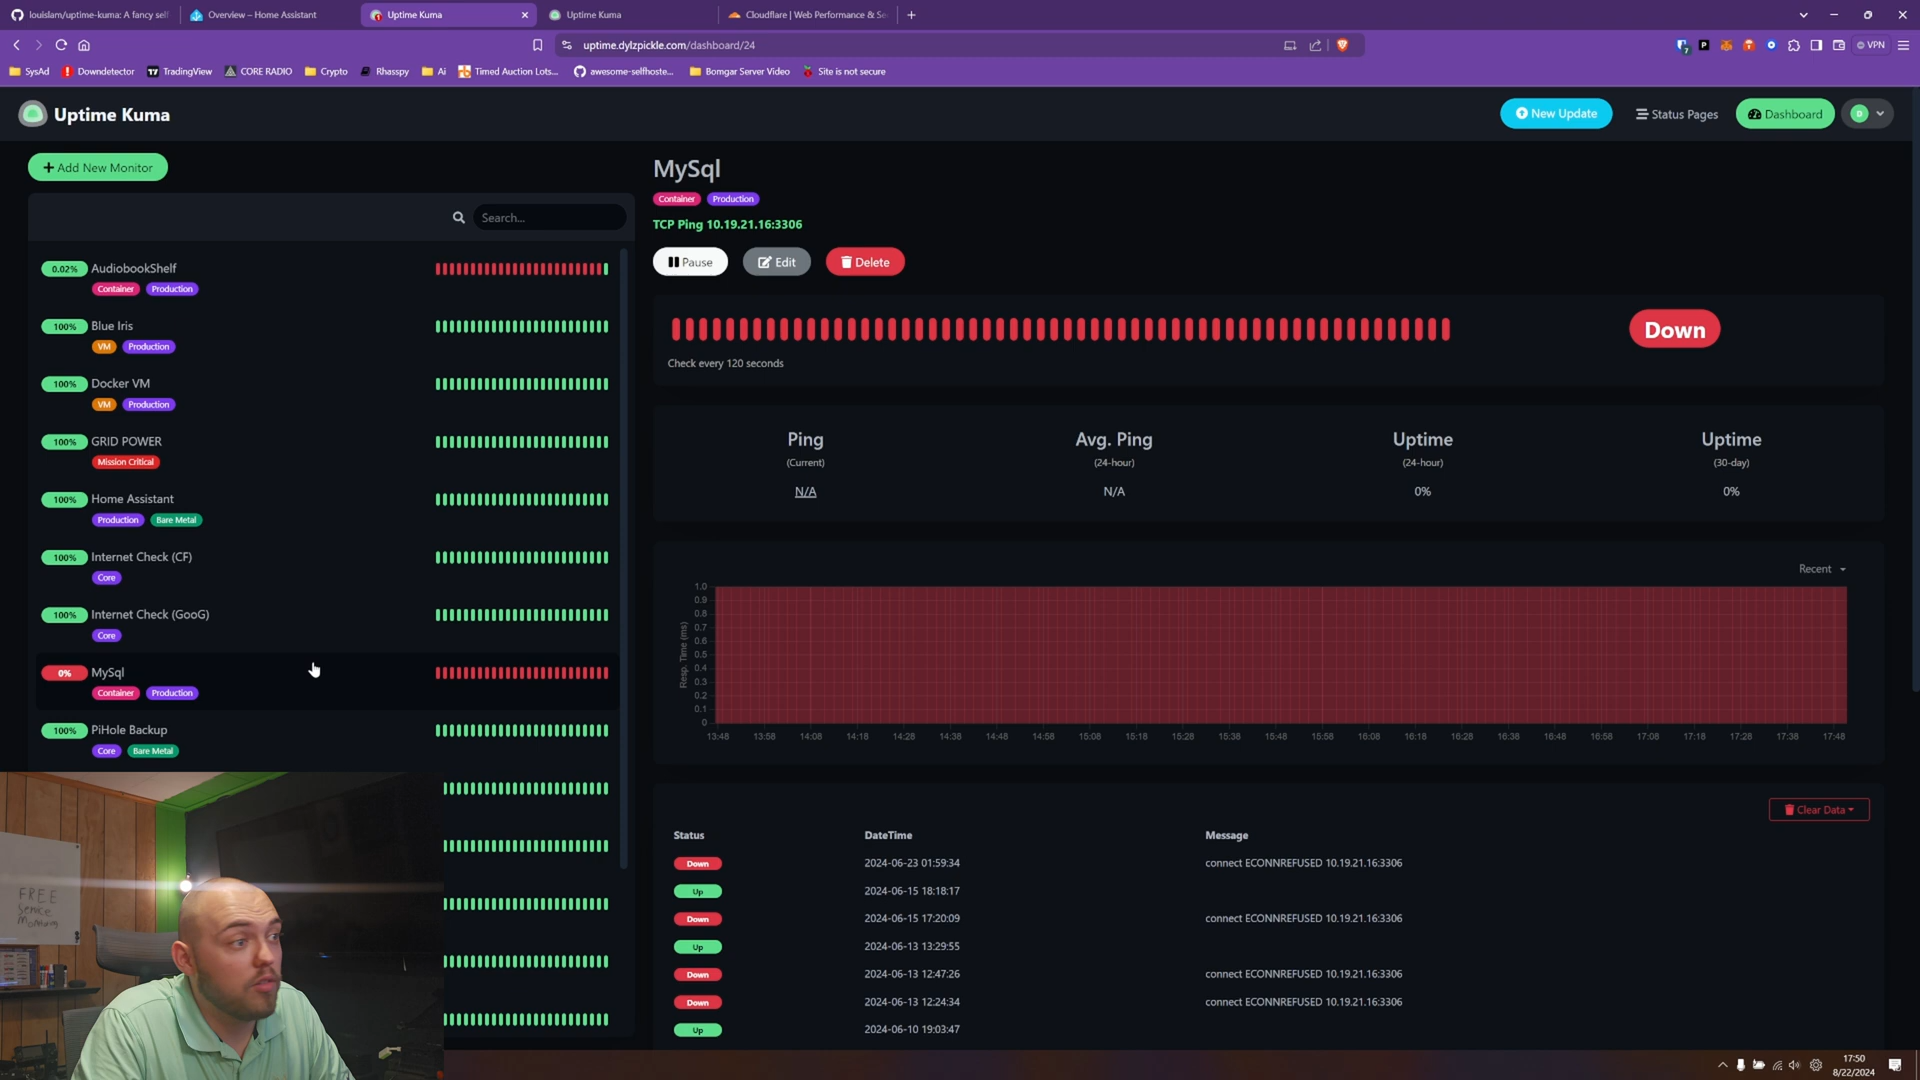 louislam/uptime-kuma: A fancy self
Overview – Home Assistant
Uptime Kuma
Uptime Kuma
Cloudflare | Web Performance & Se
uptime.dylzpickle.com/dashboard/24
VPN
SysAd
Downdetector
TradingView
CORE RADIO
Crypto
Rhasspy
Ai
Timed Auction Lots...
awesome-selfhoste...
Bomgar Server Video
Site is not secure
Uptime Kuma
New Update
Status Pages
Dashboard
D
Add New Monitor
Search...
0.02% AudiobookShelf
Container Production
100% Blue Iris
VM Production
100% Docker VM
VM Production
100% GRID POWER
Mission Critical
100% Home Assistant
Production Bare Metal
100% Internet Check (CF)
Core
100% Internet Check (GooG)
Core
0% MySql
Container Production
100% PiHole Backup
Core Bare Metal
MySql
Container Production
TCP Ping 10.19.21.16:3306
Pause Edit Delete
Down
Check every 120 seconds
Ping Avg. Ping Uptime Uptime
(Current) (24-hour) (24-hour) (30-day)
N/A N/A 0% 0%
Recent
Resp. Time (ms)
1.0
0.9
0.8
0.7
0.6
0.5
0.4
0.3
0.2
0.1
0
13:48 13:58 14:08 14:18 14:28 14:38 14:48 14:58 15:08 15:18 15:28 15:48 15:58 16:08 16:18 16:28 16:38 16:48 16:58 17:08 17:18 17:28 17:38 17:48
Clear Data
Status DateTime Message
Down 2024-06-23 01:59:34 connect ECONNREFUSED 10.19.21.16:3306
Up 2024-06-15 18:18:17
Down 2024-06-15 17:20:09 connect ECONNREFUSED 10.19.21.16:3306
Up 2024-06-13 13:29:55
Down 2024-06-13 12:47:26 connect ECONNREFUSED 10.19.21.16:3306
Down 2024-06-13 12:24:34 connect ECONNREFUSED 10.19.21.16:3306
Up 2024-06-10 19:03:47
FREE
Service
17:50
8/22/2024